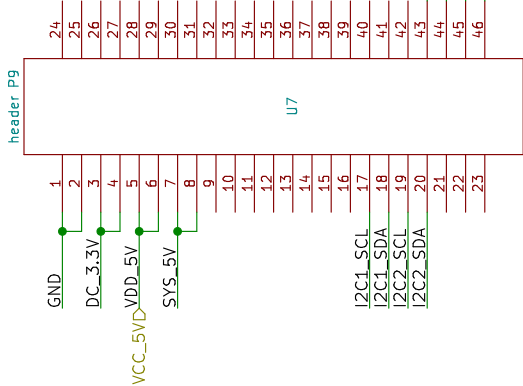 24 25 26 27 28 29 30 31 32 33 34 35 36 37 38 39 40 41 42 43 44 45 46
header P9
U7
1 2 3 4 5 6 7 8 9 10 11 12 13 14 15 16 17 18 19 20 21 22 23
GND
DC_3.3V
VDD_5V
SYS_5V
I2C1_SCL
I2C1_SDA
I2C2_SCL
I2C2_SDA
VCC_5V